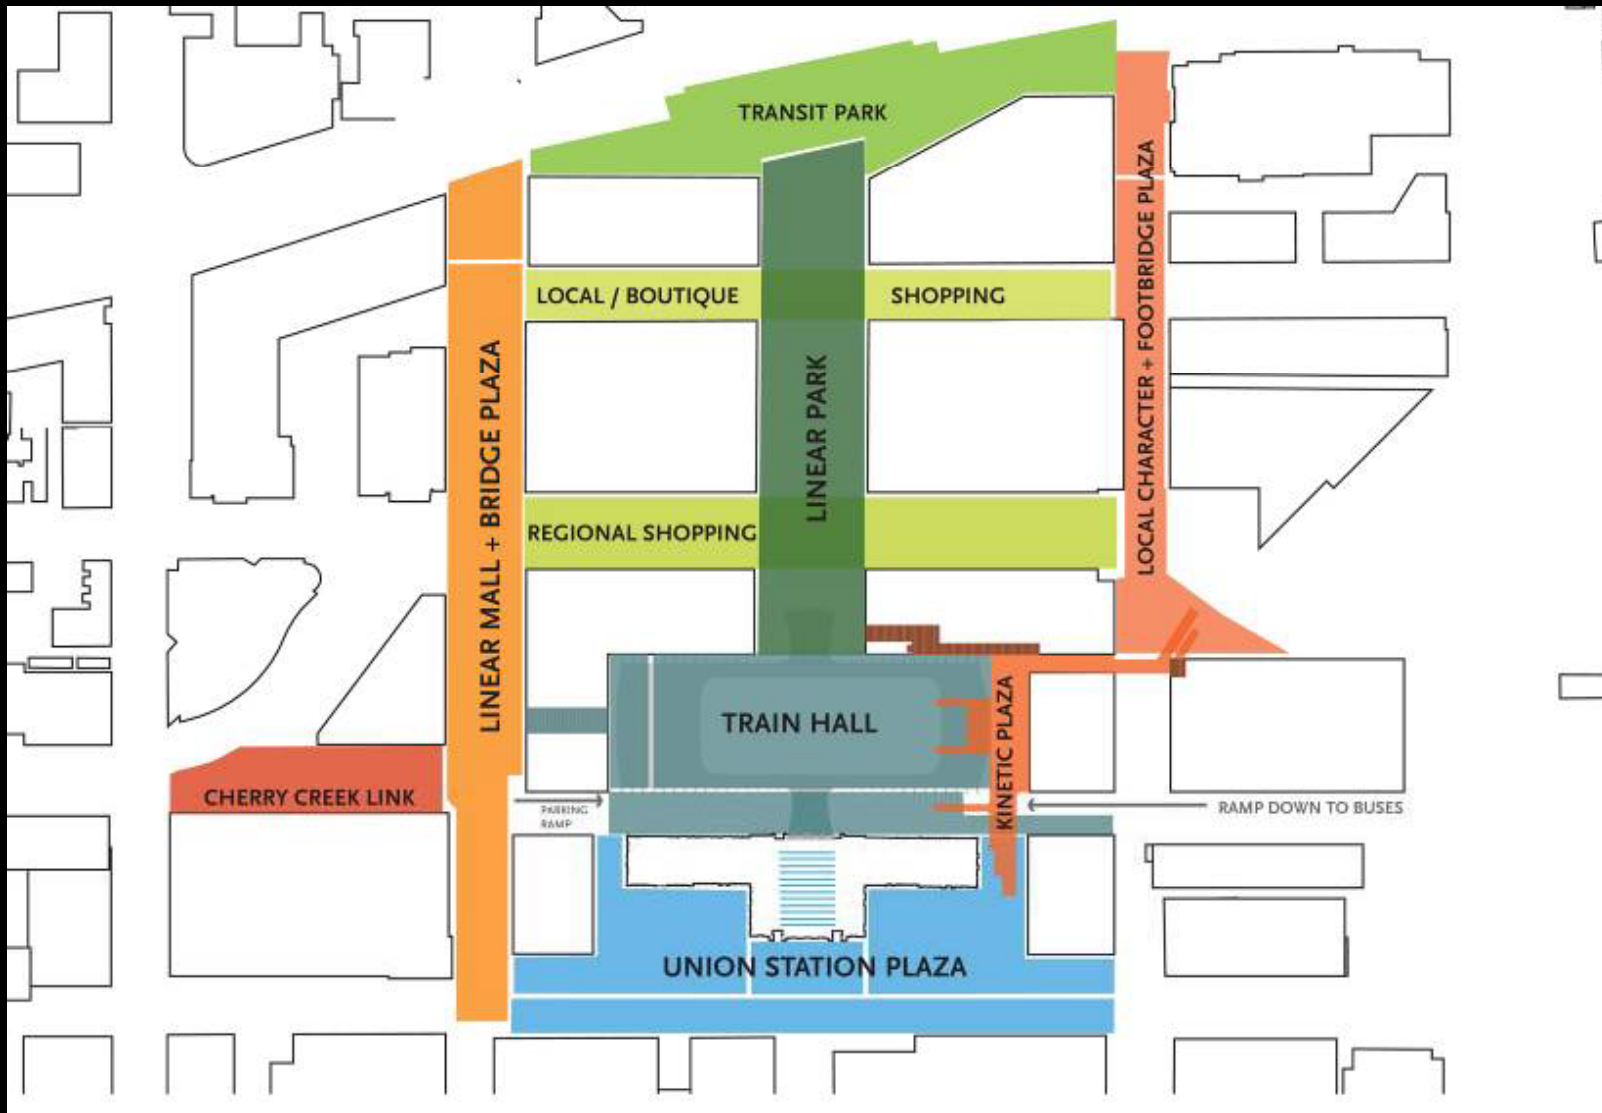 TRANSIT PARK
LOCAL / BOUTIQUE
SHOPPING
LINEAR MALL + BRIDGE PLAZA
LINEAR PARK
LOCAL CHARACTER + FOOTBRIDGE PLAZA
REGIONAL SHOPPING
TRAIN HALL
KINETIC PLAZA
CHERRY CREEK LINK
PARKING
RAMP
RAMP DOWN TO BUSES
UNION STATION PLAZA